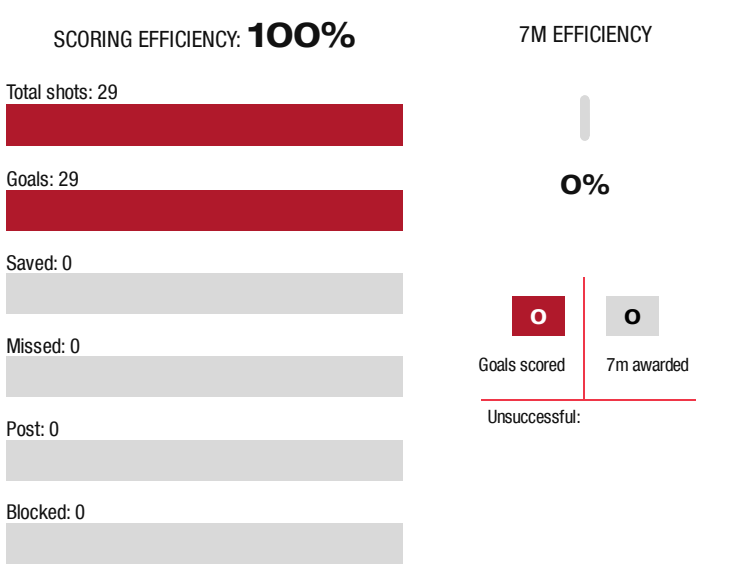 SCORING EFFICIENCY: 100%
Total shots: 29
Goals: 29
Saved: 0
Missed: 0
Post: 0
Blocked: 0
7M EFFICIENCY
0%
0 0
Goals scored 7m awarded
Unsuccessful: